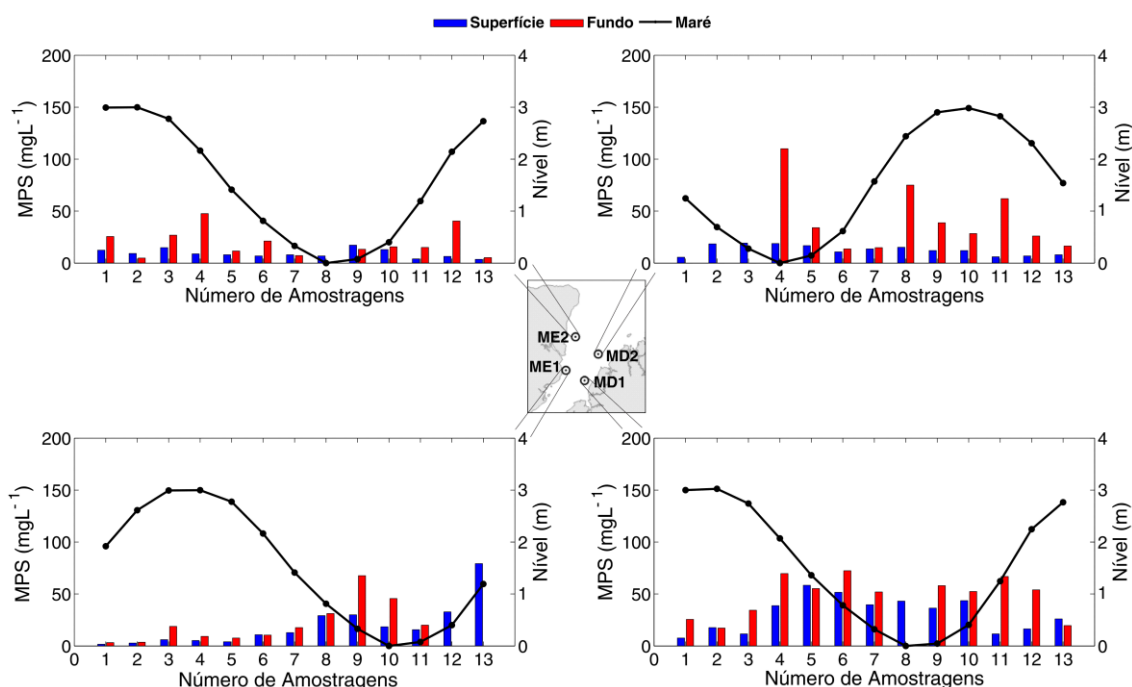 Superfície Fundo Maré
200 4 200 4
150 3 150 3
100 2 100 2
50 1 50 1
0 0 0 0
MPS (mgL⁻¹) Nível (m) MPS (mgL⁻¹) Nível (m)
1 2 3 4 5 6 7 8 9 10 11 12 13
Número de Amostragens
1 2 3 4 5 6 7 8 9 10 11 12 13
Número de Amostragens
ME2
MD2
ME1
MD1
200 4 200 4
150 3 150 3
100 2 100 2
50 1 50 1
0 0 0 0
MPS (mgL⁻¹) Nível (m) MPS (mgL⁻¹) Nível (m)
0 1 2 3 4 5 6 7 8 9 10 11 12 13
Número de Amostragens
0 1 2 3 4 5 6 7 8 9 10 11 12 13
Número de Amostragens